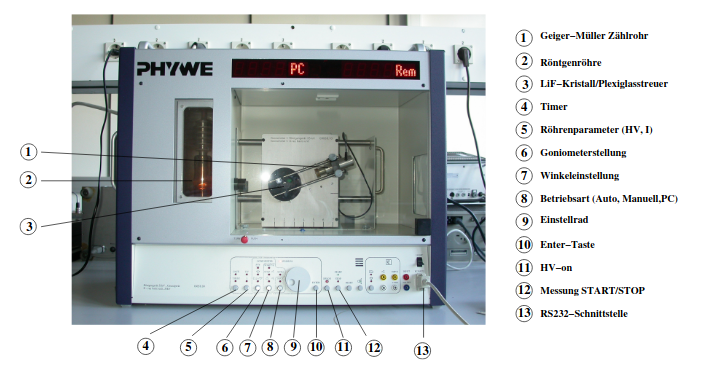 PHYWE
PC Rem
1 Geiger−Müller Zählrohr
2 Röntgenröhre
3 LiF−Kristall/Plexiglasstreuer
4 Timer
5 Röhrenparameter (HV, I)
6 Goniometerstellung
7 Winkeleinstellung
8 Betriebsart (Auto, Manuell,PC)
9 Einstellrad
10 Enter−Taste
11 HV−on
12 Messung START/STOP
13 RS232−Schnittstelle
1
2
3
4 5 6 7 8 9 10 11 12 13